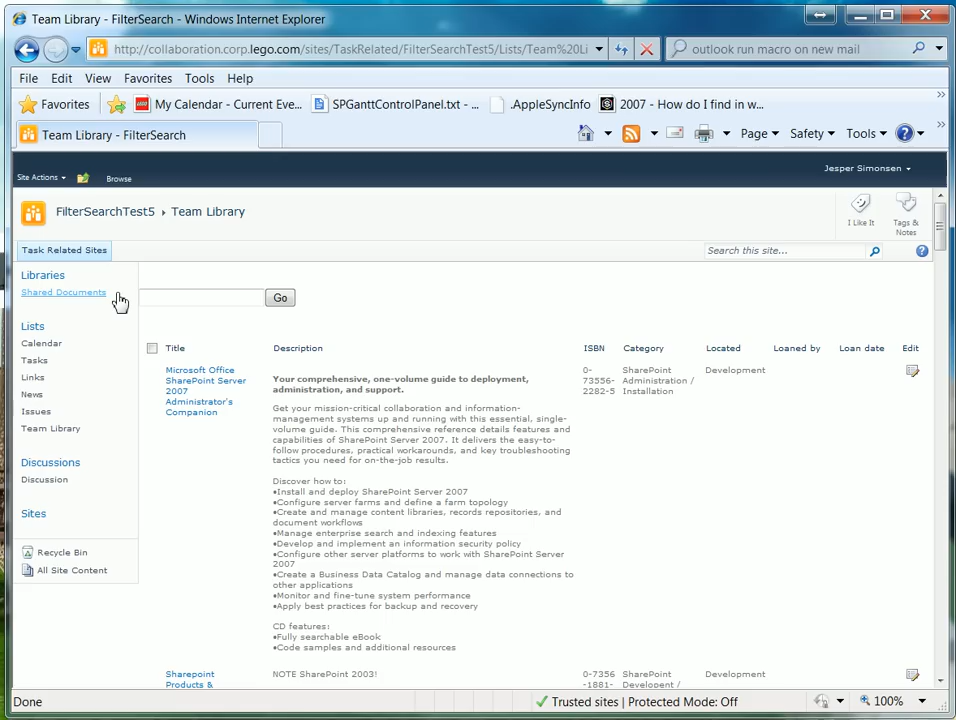 Team Library - FilterSearch - Windows Internet Explorer
http://collaboration.corp.lego.com/sites/TaskRelated/FilterSearchTest5/Lists/Team%20Li
outlook run macro on new mail
File Edit View Favorites Tools Help
Favorites My Calendar - Current Eve... SPGanttControlPanel.txt - ... .AppleSyncInfo 2007 - How do I find in w...
Team Library - FilterSearch
Page Safety Tools
Jesper Simonsen
Site Actions Browse
FilterSearchTest5 Team Library
I Like It
Tags & Notes
Task Related Sites
Search this site...
Libraries
Shared Documents
Go
Lists
Calendar
Tasks
Links
News
Issues
Team Library
Discussions
Discussion
Sites
Recycle Bin
All Site Content
Title Description ISBN Category Located Loaned by Loan date Edit
Microsoft Office
SharePoint Server
2007
Administrator's
Companion
Your comprehensive, one-volume guide to deployment,
administration, and support.
Get your mission-critical collaboration and information-
management systems up and running with this essential, single-
volume guide. This comprehensive reference details features and
capabilities of SharePoint Server 2007. It delivers the easy-to-
follow procedures, practical workarounds, and key troubleshooting
tactics you need for on-the-job results.
Discover how to:
•Install and deploy SharePoint Server 2007
•Configure server farms and define a farm topology
•Create and manage content libraries, records repositories, and
document workflows
•Manage enterprise search and indexing features
•Develop and implement an information security policy
•Configure other server platforms to work with SharePoint Server
2007
•Create a Business Data Catalog and manage data connections to
other applications
•Monitor and fine-tune system performance
•Apply best practices for backup and recovery
CD features:
•Fully searchable eBook
•Code samples and additional resources
0-
73556-
2282-5
SharePoint
Administration /
Installation
Development
Sharepoint
Products &
NOTE SharePoint 2003!
0-7356
-1881-
SharePoint
Development /
Development
Done
Trusted sites | Protected Mode: Off
100%